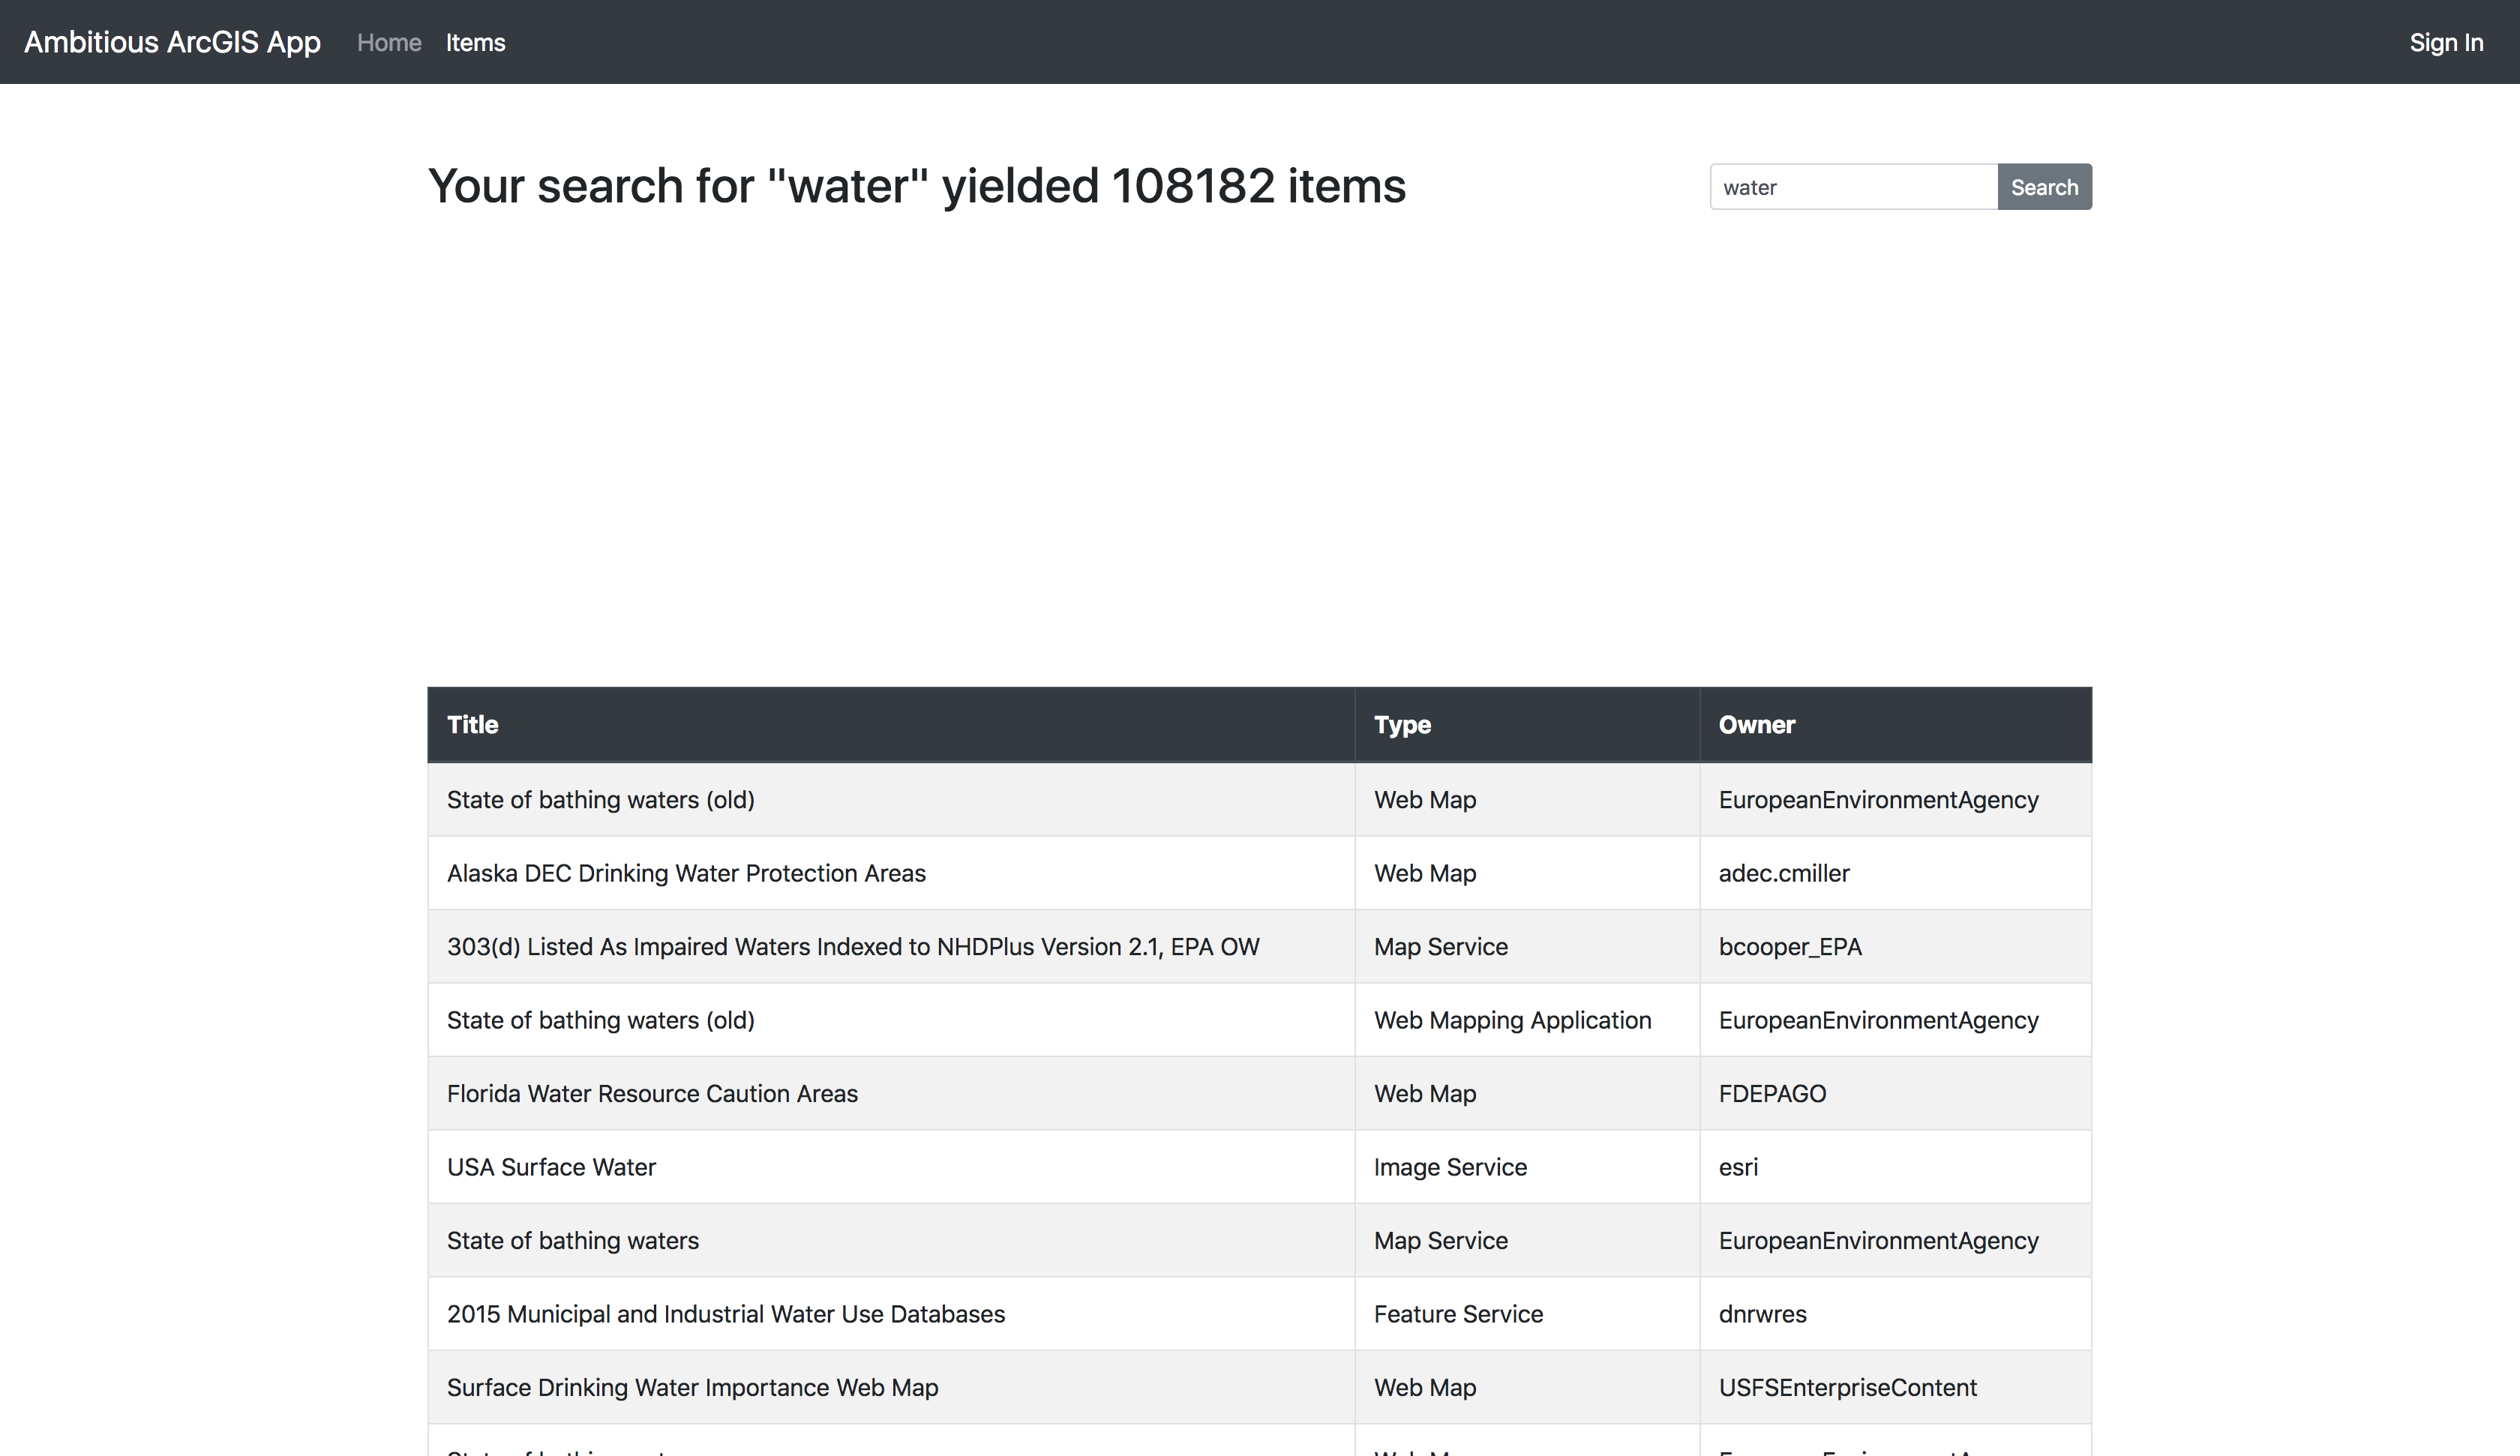 Ambitious ArcGIS App Home Items Sign In
Your search for "water" yielded 108182 items water Search
Title Type Owner
State of bathing waters (old) Web Map EuropeanEnvironmentAgency
Alaska DEC Drinking Water Protection Areas Web Map adec.cmiller
303(d) Listed As Impaired Waters Indexed to NHDPlus Version 2.1, EPA OW Map Service bcooper_EPA
State of bathing waters (old) Web Mapping Application EuropeanEnvironmentAgency
Florida Water Resource Caution Areas Web Map FDEPAGO
USA Surface Water Image Service esri
State of bathing waters Map Service EuropeanEnvironmentAgency
2015 Municipal and Industrial Water Use Databases Feature Service dnrwres
Surface Drinking Water Importance Web Map Web Map USFSEnterpriseContent